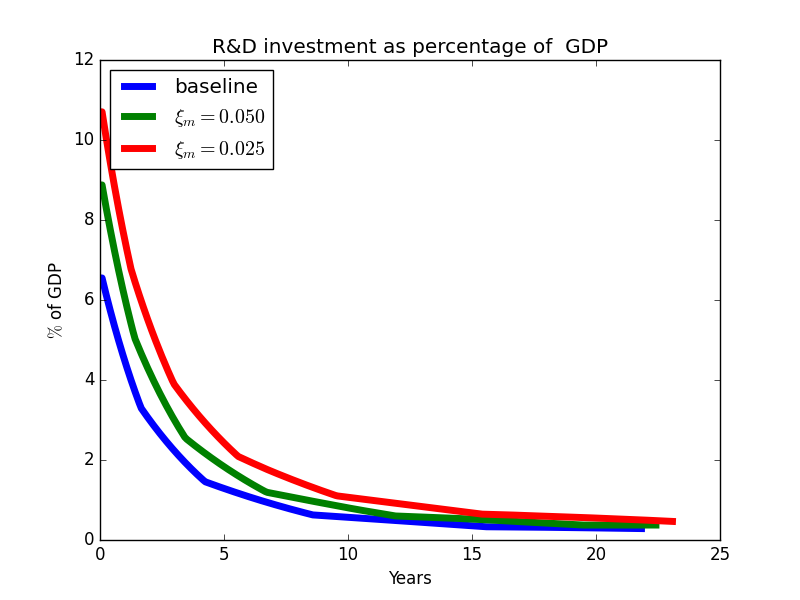 R&D investment as percentage of  GDP
12
10
8
6
4
2
0
% of GDP
baseline
ξₘ = 0.050
ξₘ = 0.025
0 5 10 15 20 25
Years